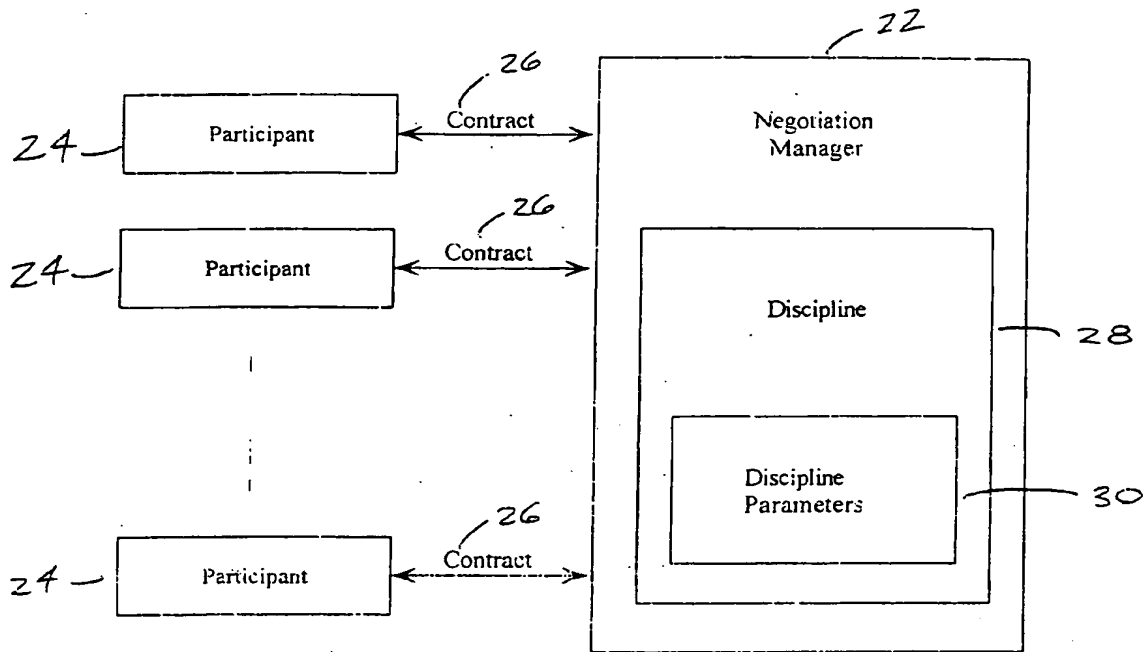 22
26
24 Participant Contract Negotiation
Manager
26
24 Participant Contract
Discipline
28
Discipline
Parameters
30
26
24 Participant Contract